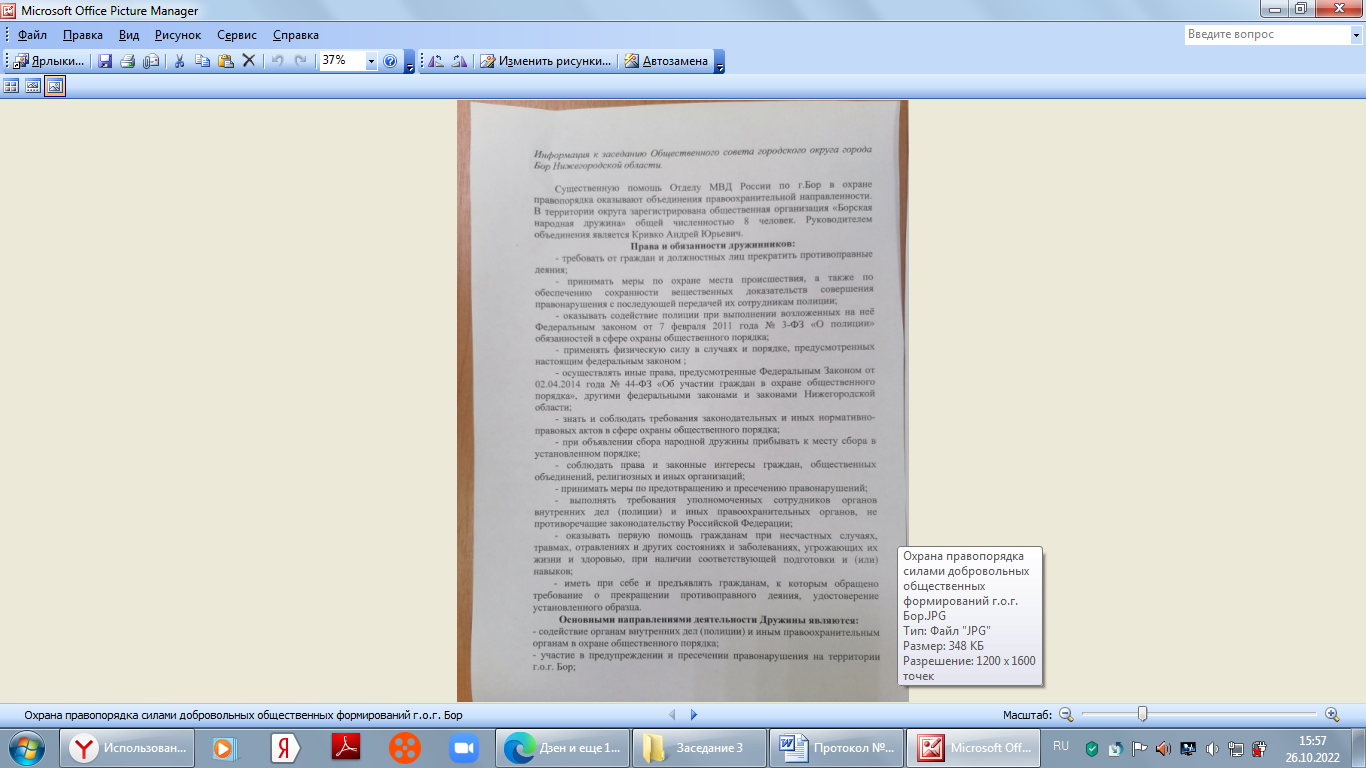 Microsoft Office Picture Manager
Файл Правка Вид Рисунок Сервис Справка
Введите вопрос
Ярлыки... 37% Изменить рисунки... Автозамена
Информация к заседанию Общественного совета городского округа города
Бор Нижегородской области.
Существенную помощь Отделу МВД России по г.Бор в охране
правопорядка оказывают объединения правоохранительной направленности.
В территории округа зарегистрирована общественная организация «Борская
народная дружина» общей численностью 8 человек. Руководителем
объединения является Кривко Андрей Юрьевич.
Права и обязанности дружинников:
- требовать от граждан и должностных лиц прекратить противоправные
деяния;
- принимать меры по охране места происшествия, а также по
обеспечению сохранности вещественных доказательств совершения
правонарушения с последующей передачей их сотрудникам полиции;
- оказывать содействие полиции при выполнении возложенных на неё
Федеральным законом от 7 февраля 2011 года № 3-ФЗ «О полиции»
обязанностей в сфере охраны общественного порядка;
- применять физическую силу в случаях и порядке, предусмотренных
настоящим федеральным законом ;
- осуществлять иные права, предусмотренные Федеральным Законом от
02.04.2014 года № 44-ФЗ «Об участии граждан в охране общественного
порядка», другими федеральными законами и законами Нижегородской
области;
- знать и соблюдать требования законодательных и иных нормативно-
правовых актов в сфере охраны общественного порядка;
- при объявлении сбора народной дружины прибывать к месту сбора в
установленном порядке;
- соблюдать права и законные интересы граждан, общественных
объединений, религиозных и иных организаций;
- принимать меры по предотвращению и пресечению правонарушений;
- выполнять требования уполномоченных сотрудников органов
внутренних дел (полиции) и иных правоохранительных органов, не
противоречащие законодательству Российской Федерации;
- оказывать первую помощь гражданам при несчастных случаях,
травмах, отравлениях и других состояниях и заболеваниях, угрожающих их
жизни и здоровью, при наличии соответствующей подготовки и (или)
навыков;
- иметь при себе и предъявлять гражданам, к которым обращено
требование о прекращении противоправного деяния, удостоверение
установленного образца.
Основными направлениями деятельности Дружины являются:
- содействие органам внутренних дел (полиции) и иным правоохранительным
органам в охране общественного порядка;
- участие в предупреждении и пресечении правонарушения на территории
г.о.г. Бор;
Охрана правопорядка
силами добровольных
общественных
формирований г.о.г.
Бор.JPG
Тип: Файл "JPG"
Размер: 348 КБ
Разрешение: 1200 x 1600
точек
Охрана правопорядка силами добровольных общественных формирований г.о.г. Бор
Масштаб:
Использован... Дзен и еще 1... Заседание 3 Протокол №... Microsoft Off... RU 15:57
26.10.2022